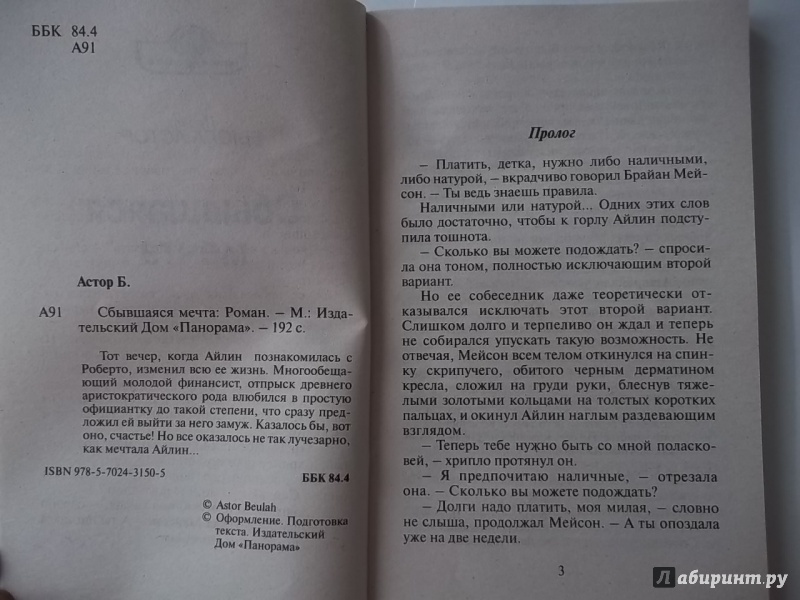 ББК 84.4
А91
Астор Б.
А91 Сбывшаяся мечта: Роман. – М.: Изда-
тельский Дом «Панорама». – 192 с.
Тот вечер, когда Айлин познакомилась с
Роберто, изменил всю ее жизнь. Многообеща-
ющий молодой финансист, отпрыск древнего
аристократического рода влюбился в простую
официантку до такой степени, что сразу пред-
ложил ей выйти за него замуж. Казалось бы, вот
оно, счастье! Но все оказалось не так лучезарно,
как мечтала Айлин...
ISBN 978-5-7024-3150-5
ББК 84.4
© Astor Beulah
© Оформление. Подготовка
текста. Издательский
Дом «Панорама»
Пролог
– Платить, детка, нужно либо наличными,
либо натурой, – вкрадчиво говорил Брайан Мей-
сон. – Ты ведь знаешь правила.
Наличными или натурой... Одних этих слов
было достаточно, чтобы к горлу Айлин подсту-
пила тошнота.
– Сколько вы можете подождать? – спроси-
ла она тоном, полностью исключающим второй
вариант.
Но ее собеседник даже теоретически от-
казывался исключать этот второй вариант.
Слишком долго и терпеливо он ждал и теперь
не собирался упускать такую возможность. Не
отвечая, Мейсон всем телом откинулся на спин-
ку скрипучего, обитого черным дерматином
кресла, сложил на груди руки, блеснув тяже-
лыми золотыми кольцами на толстых коротких
пальцах, и окинул Айлин наглым раздевающим
взглядом.
– Теперь тебе нужно быть со мной поласко-
вей, – хрипло протянул он.
– Я предпочитаю наличные, – отрезала
она. – Сколько вы можете подождать?
– Долги надо платить, моя милая, – словно
не слыша, продолжал Мейсон. – А ты опоздала
уже на две недели.
3
Лабиринт.ру